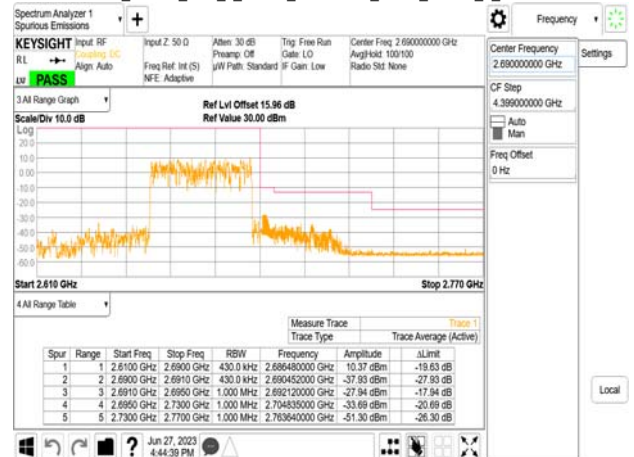 Spectrum Analyzer 1
Spurious Emissions
Frequency
KEYSIGHT Input: RF Input Z: 50 Ω Atten: 30 dB Trig: Free Run Center Freq: 2.690000000 GHz
RL Coupling: DC Preamp: Off Gate: LO Avg|Hold: 100/100
Align: Auto Freq Ref: Int (S) µW Path: Standard IF Gain: Low Radio Std: None
LV PASS NFE: Adaptive
Center Frequency
2.690000000 GHz
Settings
CF Step
4.399000000 GHz
Auto
Man
Freq Offset
0 Hz
3 All Range Graph
Ref Lvl Offset 15.96 dB
Scale/Div 10.0 dB Ref Value 30.00 dBm
Log
20.0
10.0
0.00
-10.0
-20.0
-30.0
-40.0
-50.0
-60.0
Start 2.610 GHz Stop 2.770 GHz
4 All Range Table
Measure Trace Trace 1
Trace Type Trace Average (Active)
Spur Range Start Freq Stop Freq RBW Frequency Amplitude ΔLimit
1 1 2.6100 GHz 2.6900 GHz 430.0 kHz 2.686480000 GHz 10.37 dBm -19.63 dB
2 2 2.6900 GHz 2.6910 GHz 430.0 kHz 2.690452000 GHz -37.93 dBm -27.93 dB
3 3 2.6910 GHz 2.6950 GHz 1.000 MHz 2.692120000 GHz -27.94 dBm -17.94 dB
4 4 2.6950 GHz 2.7300 GHz 1.000 MHz 2.704835000 GHz -33.69 dBm -20.69 dB
5 5 2.7300 GHz 2.7700 GHz 1.000 MHz 2.763640000 GHz -51.30 dBm -26.30 dB
Local
Jun 27, 2023
4:44:39 PM